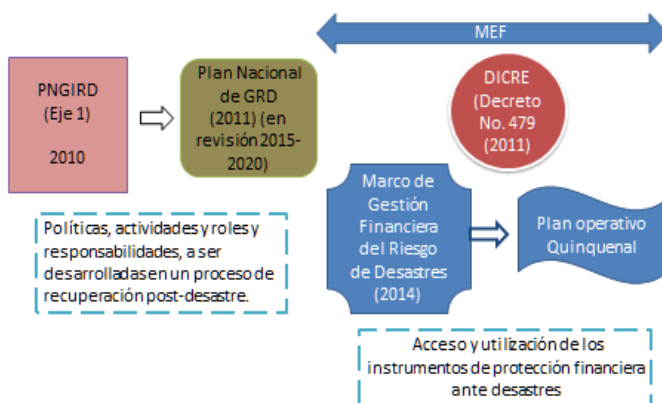 MEF
PNGIRD
(Eje 1)
2010
Plan Nacional
de GRD
(2011) (en
revisión 2015-
2020)
DICRE
(Decreto
No. 479
(2011)
Marco de
Gestión
Financiera
del Riesgo
de Desastres
(2014)
Plan operativo
Quinquenal
Políticas, actividades y roles y
responsabilidades, a ser
desarrolladas en un proceso de
recuperación post-desastre.
Acceso y utilización de los
instrumentos de protección financiera
ante desastres